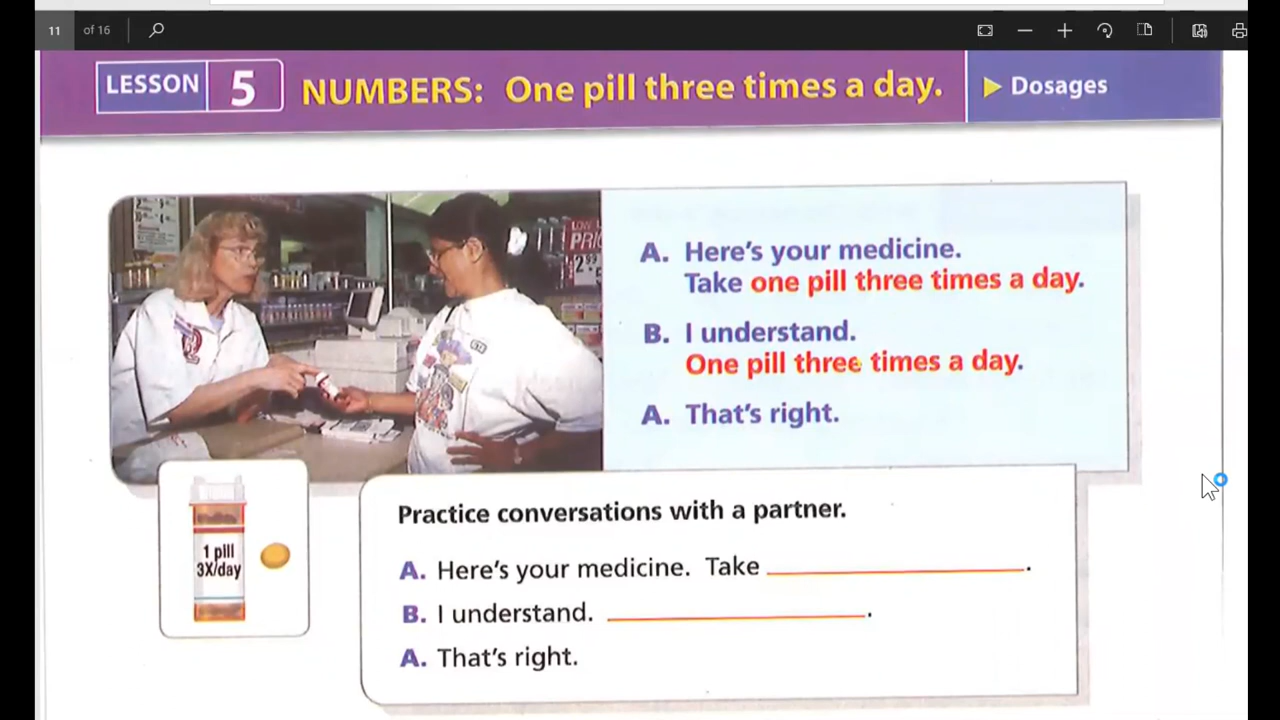 11 of 16
LESSON 5 NUMBERS: One pill three times a day. ▶ Dosages
A. Here's your medicine.
Take one pill three times a day.
B. I understand.
One pill three times a day.
A. That's right.
1 pill
3X/day
Practice conversations with a partner.
A. Here's your medicine. Take ____________.
B. I understand. ____________.
A. That's right.